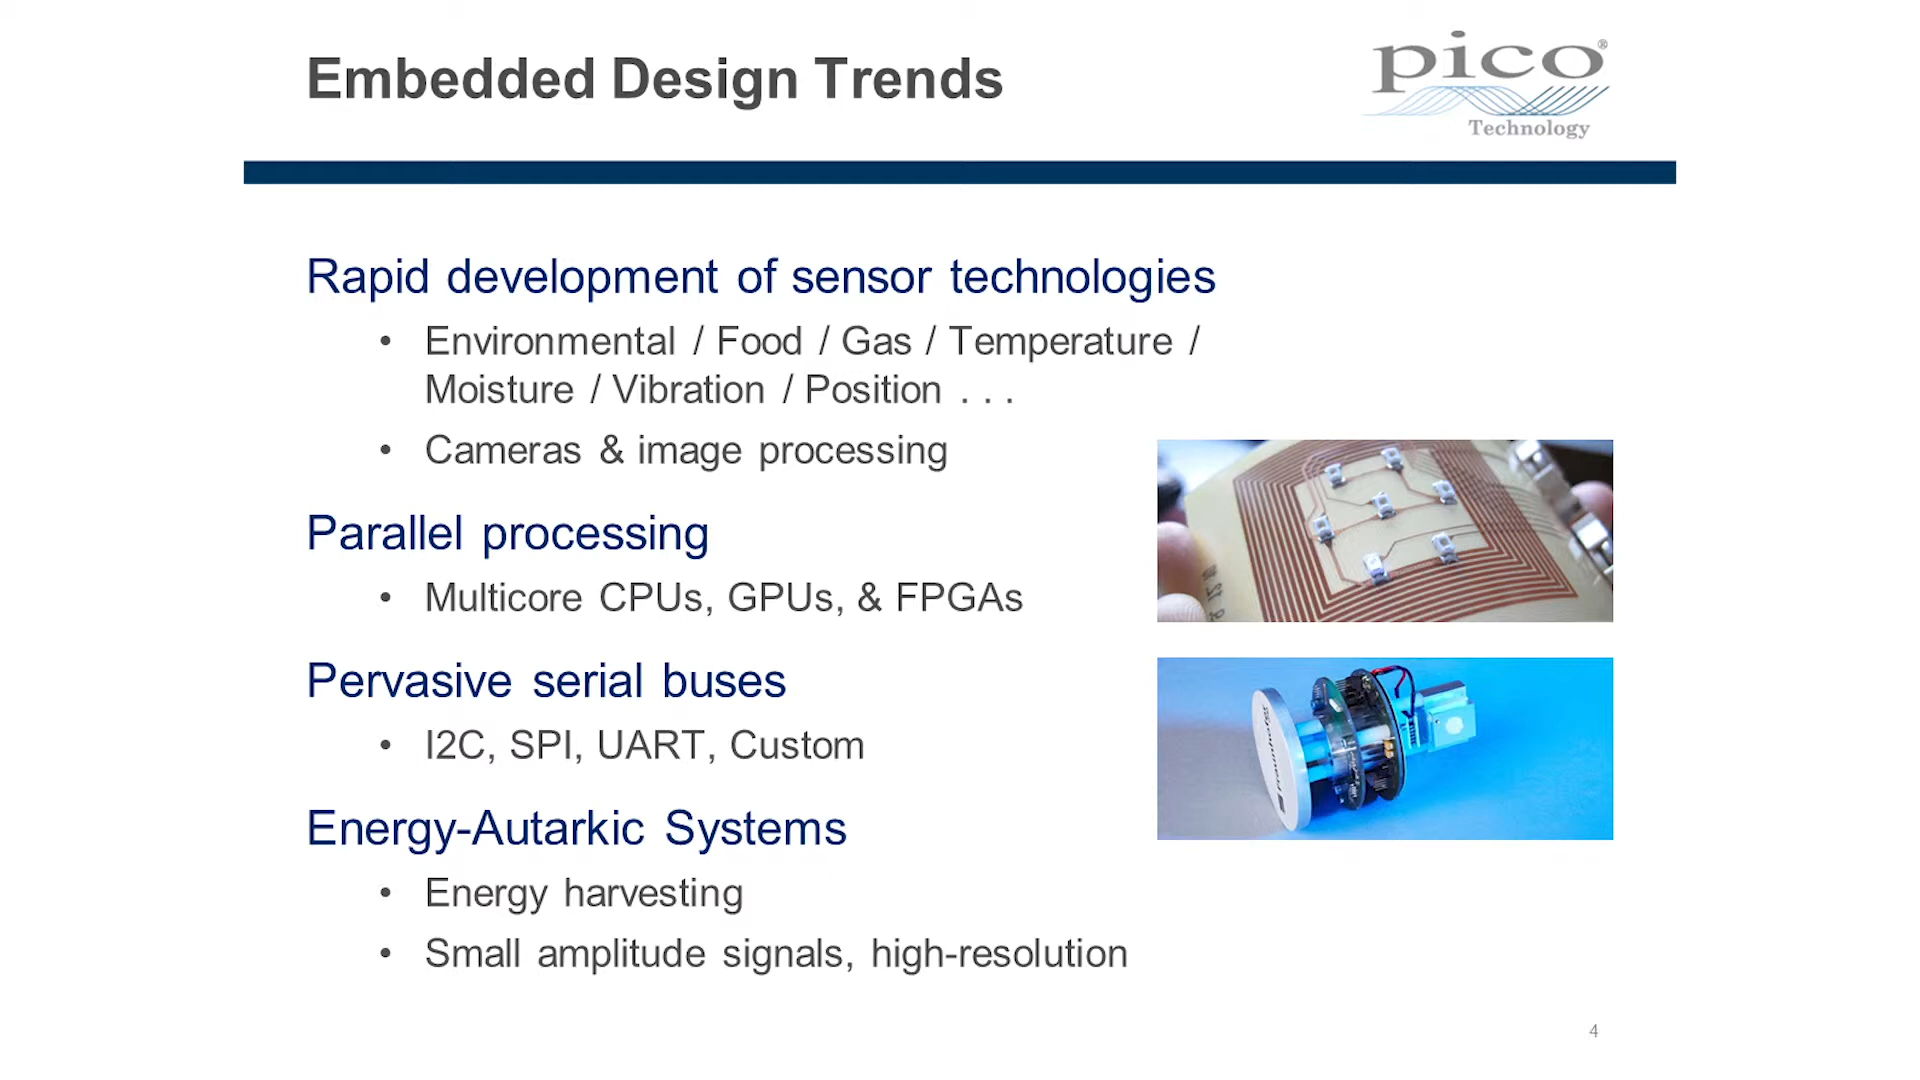 Embedded Design Trends
pico®
Technology
Rapid development of sensor technologies
• Environmental / Food / Gas / Temperature /
Moisture / Vibration / Position . . .
• Cameras & image processing
Parallel processing
• Multicore CPUs, GPUs, & FPGAs
Pervasive serial buses
• I2C, SPI, UART, Custom
Energy-Autarkic Systems
• Energy harvesting
• Small amplitude signals, high-resolution
Fraunhofer
4